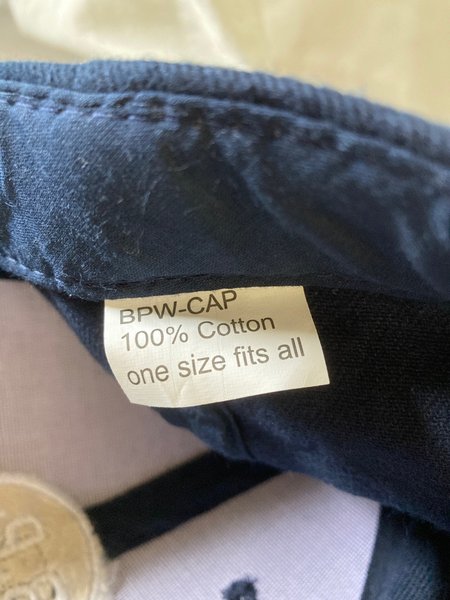 BPW-CAP
100% Cotton
one size fits all